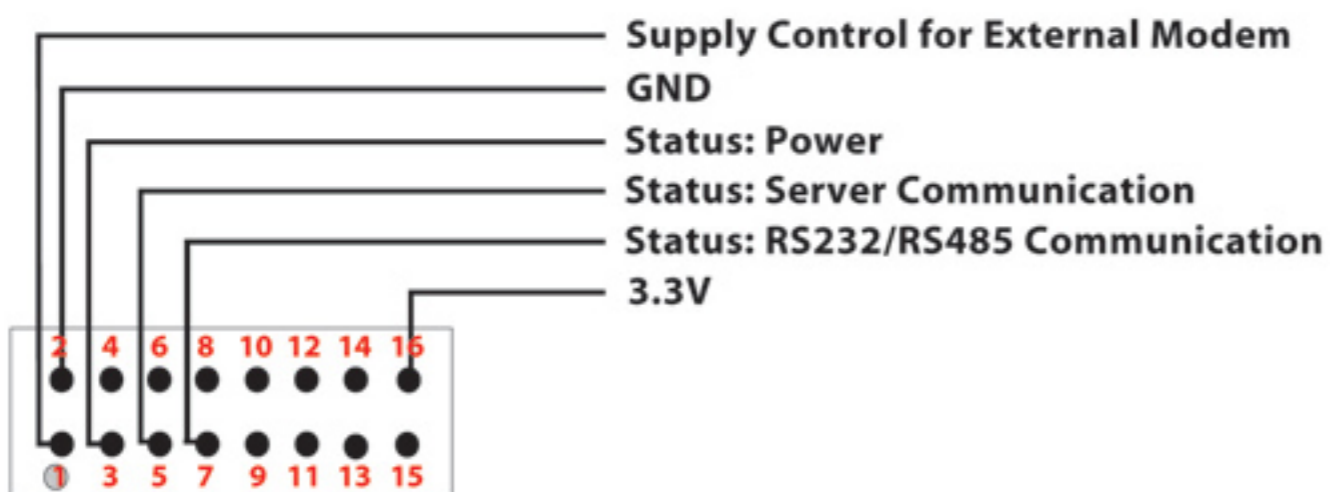 Supply Control for External Modem
GND
Status: Power
Status: Server Communication
Status: RS232/RS485 Communication
3.3V
2 4 6 8 10 12 14 16
1 3 5 7 9 11 13 15